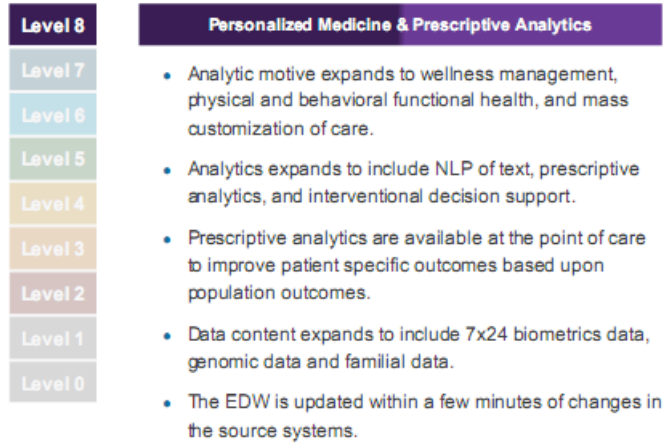 Level 8
Level 7
Level 6
Level 5
Level 4
Level 3
Level 2
Level 1
Level 0
Personalized Medicine & Prescriptive Analytics
• Analytic motive expands to wellness management,
physical and behavioral functional health, and mass
customization of care.
• Analytics expands to include NLP of text, prescriptive
analytics, and interventional decision support.
• Prescriptive analytics are available at the point of care
to improve patient specific outcomes based upon
population outcomes.
• Data content expands to include 7x24 biometrics data,
genomic data and familial data.
• The EDW is updated within a few minutes of changes in
the source systems.